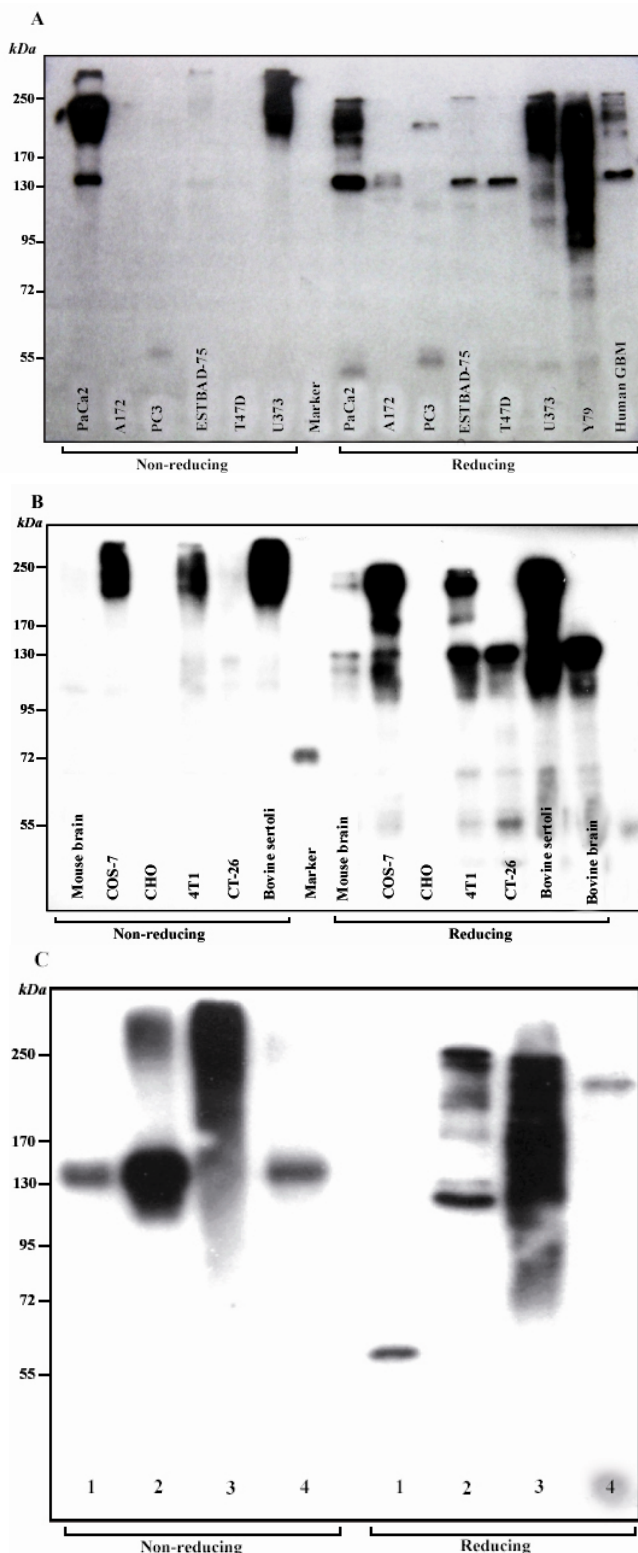 A
kDa
250
170
130
95
72
55
PaCa2 A172 PC3 ESTBAD-75 T47D U373 Marker PaCa2 A172 PC3 ESTBAD-75 T47D U373 Y79 Human GBM
Non-reducing Reducing
B
kDa
250
170
130
95
72
55
Mouse brain COS-7 CHO 4T1 CT-26 Bovine sertoli Marker Mouse brain COS-7 CHO 4T1 CT-26 Bovine sertoli Bovine brain
Non-reducing Reducing
C
kDa
250
170
130
95
72
55
1 2 3 4 1 2 3 4
Non-reducing Reducing